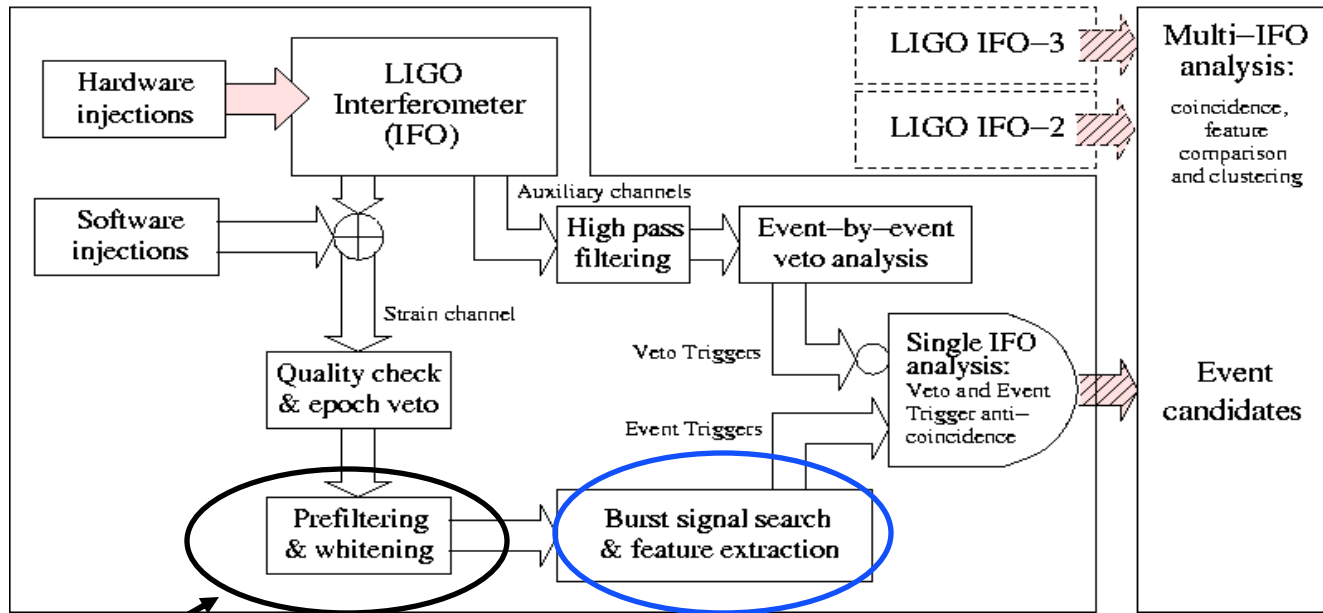 Hardware
injections
LIGO
Interferometer
(IFO)
LIGO IFO–3
LIGO IFO–2
Multi–IFO
analysis:
coincidence,
feature
comparison
and clustering
Auxiliary channels
Software
injections
High pass
filtering
Event–by–event
veto analysis
Strain channel
Quality check
& epoch veto
Veto Triggers
Single IFO
analysis:
Veto and Event
Trigger anti–
coincidence
Event
candidates
Event Triggers
Prefiltering
& whitening
Burst signal search
& feature extraction